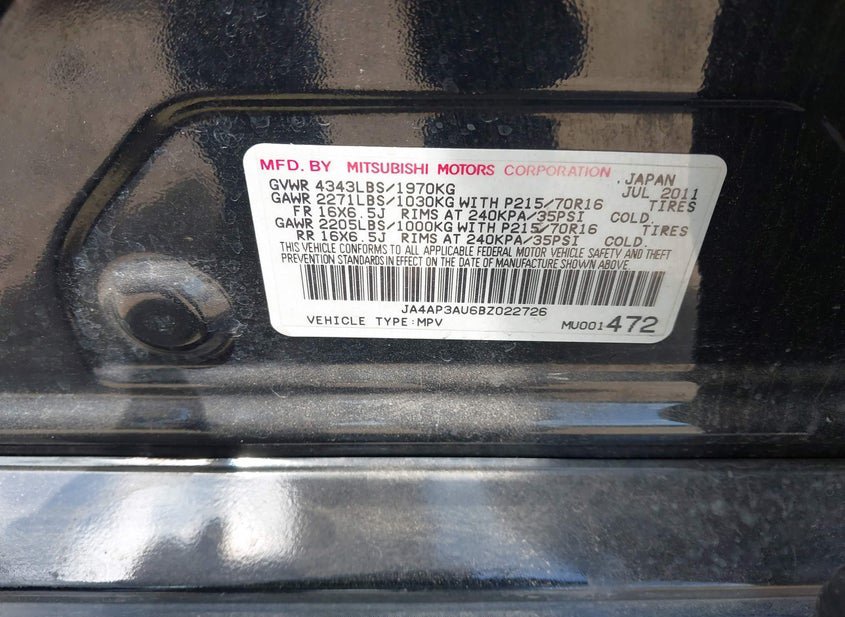 MFD. BY MITSUBISHI MOTORS CORPORATION. JAPAN
GVWR 4343LBS/1970KG JUL 2011
GAWR 2271LBS/1030KG WITH P215/70R16 TIRES
FR 16X6.5J RIMS AT 240KPA/35PSI COLD.
GAWR 2205LBS/1000KG WITH P215/70R16 TIRES
RR 16X6.5J RIMS AT 240KPA/35PSI COLD.
THIS VEHICLE CONFORMS TO ALL APPLICABLE FEDERAL MOTOR VEHICLE SAFETY AND THEFT
PREVENTION STANDARDS IN EFFECT ON THE DATE OF MANUFACTURE SHOWN ABOVE.
JA4AP3AU6BZ022726
VEHICLE TYPE:MPV MU001472